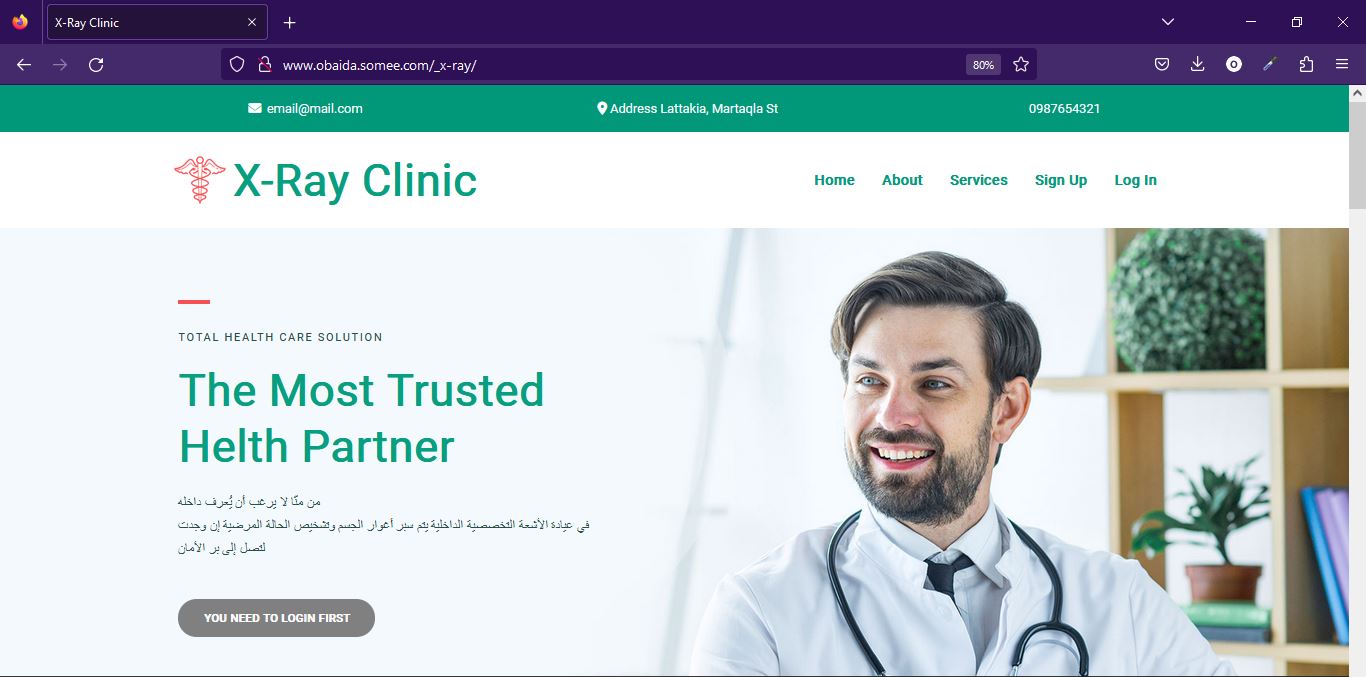 X-Ray Clinic
www.obaida.somee.com/_x-ray/
80%
email@mail.com
Address Lattakia, Martaqla St
0987654321
X-Ray Clinic
Home
About
Services
Sign Up
Log In
TOTAL HEALTH CARE SOLUTION
The Most Trusted
Helth Partner
من منّا لا يرغب أن يُعرف داخله
في عيادة الأشعة التخصصية الداخلية يتم سبر أغوار الجسم وتشخيص الحالة المرضية إن وجدت
لتصل إلى بر الأمان
YOU NEED TO LOGIN FIRST